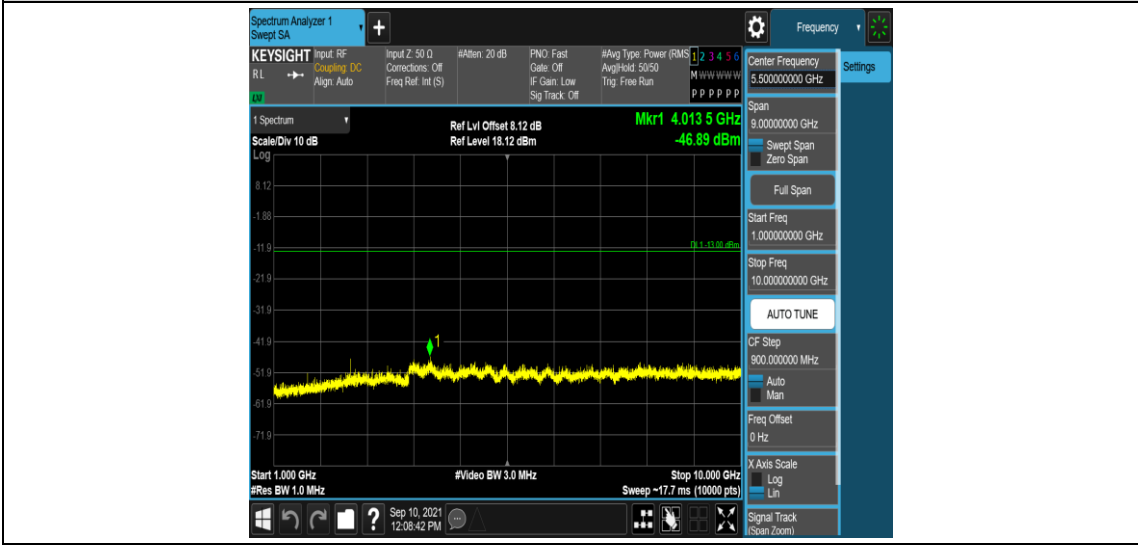 Spectrum Analyzer 1
Swept SA
+
Frequency
KEYSIGHT
RL
LM
Input: RF
Coupling: DC
Align: Auto
Input Z: 50 Ω
Corrections: Off
Freq Ref: Int (S)
#Atten: 20 dB
PNO: Fast
Gate: Off
IF Gain: Low
Sig Track: Off
#Avg Type: Power (RMS
Avg|Hold: 50/50
Trig: Free Run
1 2 3 4 5 6
M W W W W W
P P P P P P
1 Spectrum
Scale/Div 10 dB
Log
Ref Lvl Offset 8.12 dB
Ref Level 18.12 dBm
Mkr1 4.013 5 GHz
-46.89 dBm
8.12
-1.88
-11.9
-21.9
-31.9
-41.9
-51.9
-61.9
-71.9
DL1 -13.00 dBm
1
Start 1.000 GHz
#Res BW 1.0 MHz
#Video BW 3.0 MHz
Stop 10.000 GHz
Sweep ~17.7 ms (10000 pts)
?
Sep 10, 2021
12:08:42 PM
Center Frequency
5.500000000 GHz
Span
9.00000000 GHz
Swept Span
Zero Span
Full Span
Start Freq
1.000000000 GHz
Stop Freq
10.000000000 GHz
AUTO TUNE
CF Step
900.000000 MHz
Auto
Man
Freq Offset
0 Hz
X Axis Scale
Log
Lin
Signal Track
(Span Zoom)
Settings